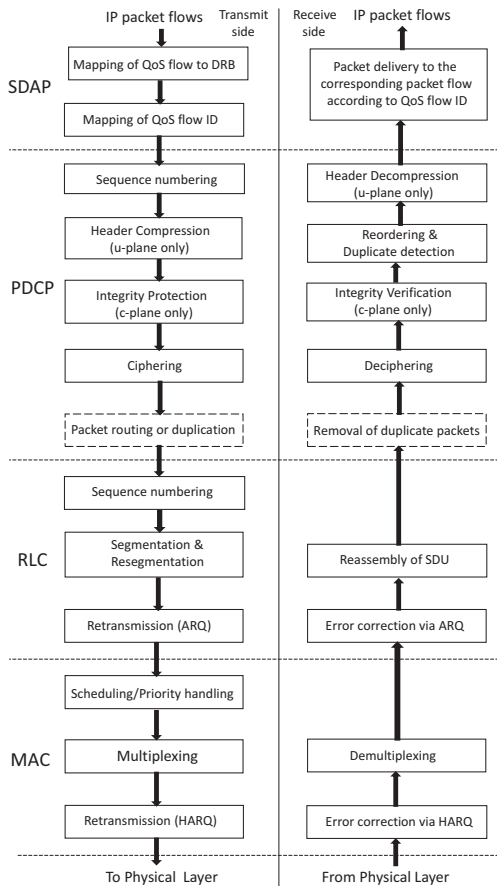 IP packet flows
Transmit side
Receive side
IP packet flows
SDAP
Mapping of QoS flow to DRB
Mapping of QoS flow ID
Packet delivery to the
corresponding packet flow
according to QoS flow ID
PDCP
Sequence numbering
Header Compression
(u-plane only)
Integrity Protection
(c-plane only)
Ciphering
Packet routing or duplication
Header Decompression
(u-plane only)
Reordering &
Duplicate detection
Integrity Verification
(c-plane only)
Deciphering
Removal of duplicate packets
RLC
Sequence numbering
Segmentation &
Resegmentation
Retransmission (ARQ)
Reassembly of SDU
Error correction via ARQ
MAC
Scheduling/Priority handling
Multiplexing
Retransmission (HARQ)
Demultiplexing
Error correction via HARQ
To Physical Layer
From Physical Layer